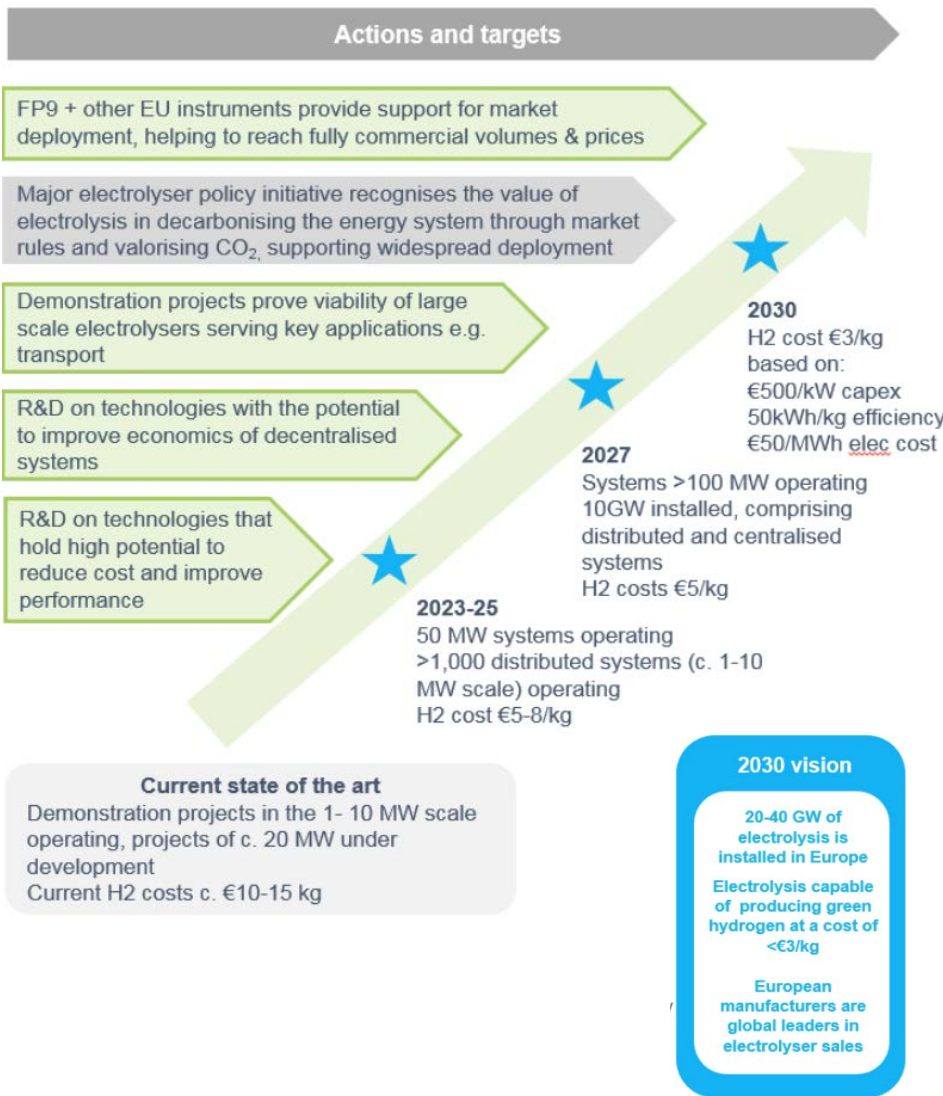 Actions and targets
FP9 + other EU instruments provide support for market
deployment, helping to reach fully commercial volumes & prices
Major electrolyser policy initiative recognises the value of
electrolysis in decarbonising the energy system through market
rules and valorising CO₂, supporting widespread deployment
Demonstration projects prove viability of large
scale electrolysers serving key applications e.g.
transport
R&D on technologies with the potential
to improve economics of decentralised
systems
R&D on technologies that
hold high potential to
reduce cost and improve
performance
2030
H2 cost €3/kg
based on:
€500/kW capex
50kWh/kg efficiency
€50/MWh elec cost
2027
Systems >100 MW operating
10GW installed, comprising
distributed and centralised
systems
H2 costs €5/kg
2023-25
50 MW systems operating
>1,000 distributed systems (c. 1-10
MW scale) operating
H2 cost €5-8/kg
Current state of the art
Demonstration projects in the 1- 10 MW scale
operating, projects of c. 20 MW under
development
Current H2 costs c. €10-15 kg
2030 vision
20-40 GW of
electrolysis is
installed in Europe
Electrolysis capable
of producing green
hydrogen at a cost of
<€3/kg
European
manufacturers are
global leaders in
electrolyser sales